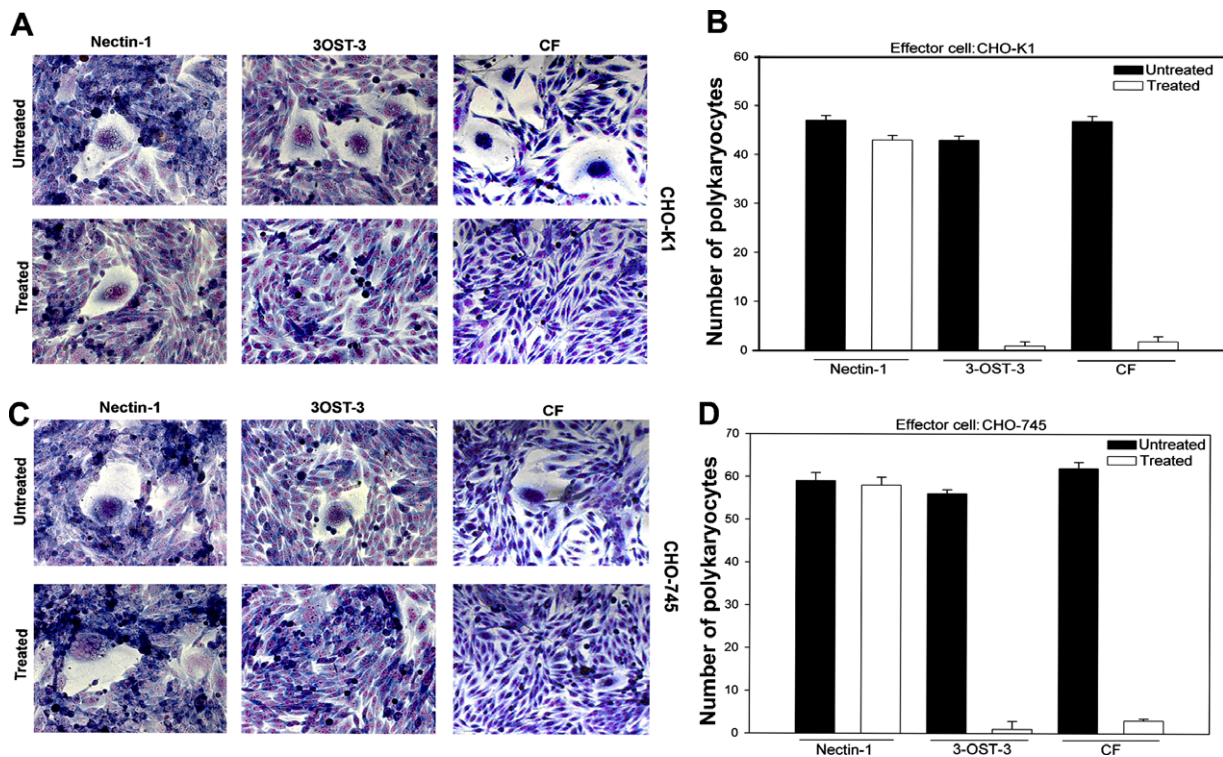 A
Nectin-1
3OST-3
CF
Untreated
Treated
CHO-K1
B
Effector cell:CHO-K1
Untreated
Treated
Number of polykaryocytes
60
50
40
30
20
10
0
Nectin-1
3-OST-3
CF
C
Nectin-1
3OST-3
CF
Untreated
Treated
CHO-745
D
Effector cell:CHO-745
Untreated
Treated
Number of polykaryocytes
70
60
50
40
30
20
10
0
Nectin-1
3-OST-3
CF